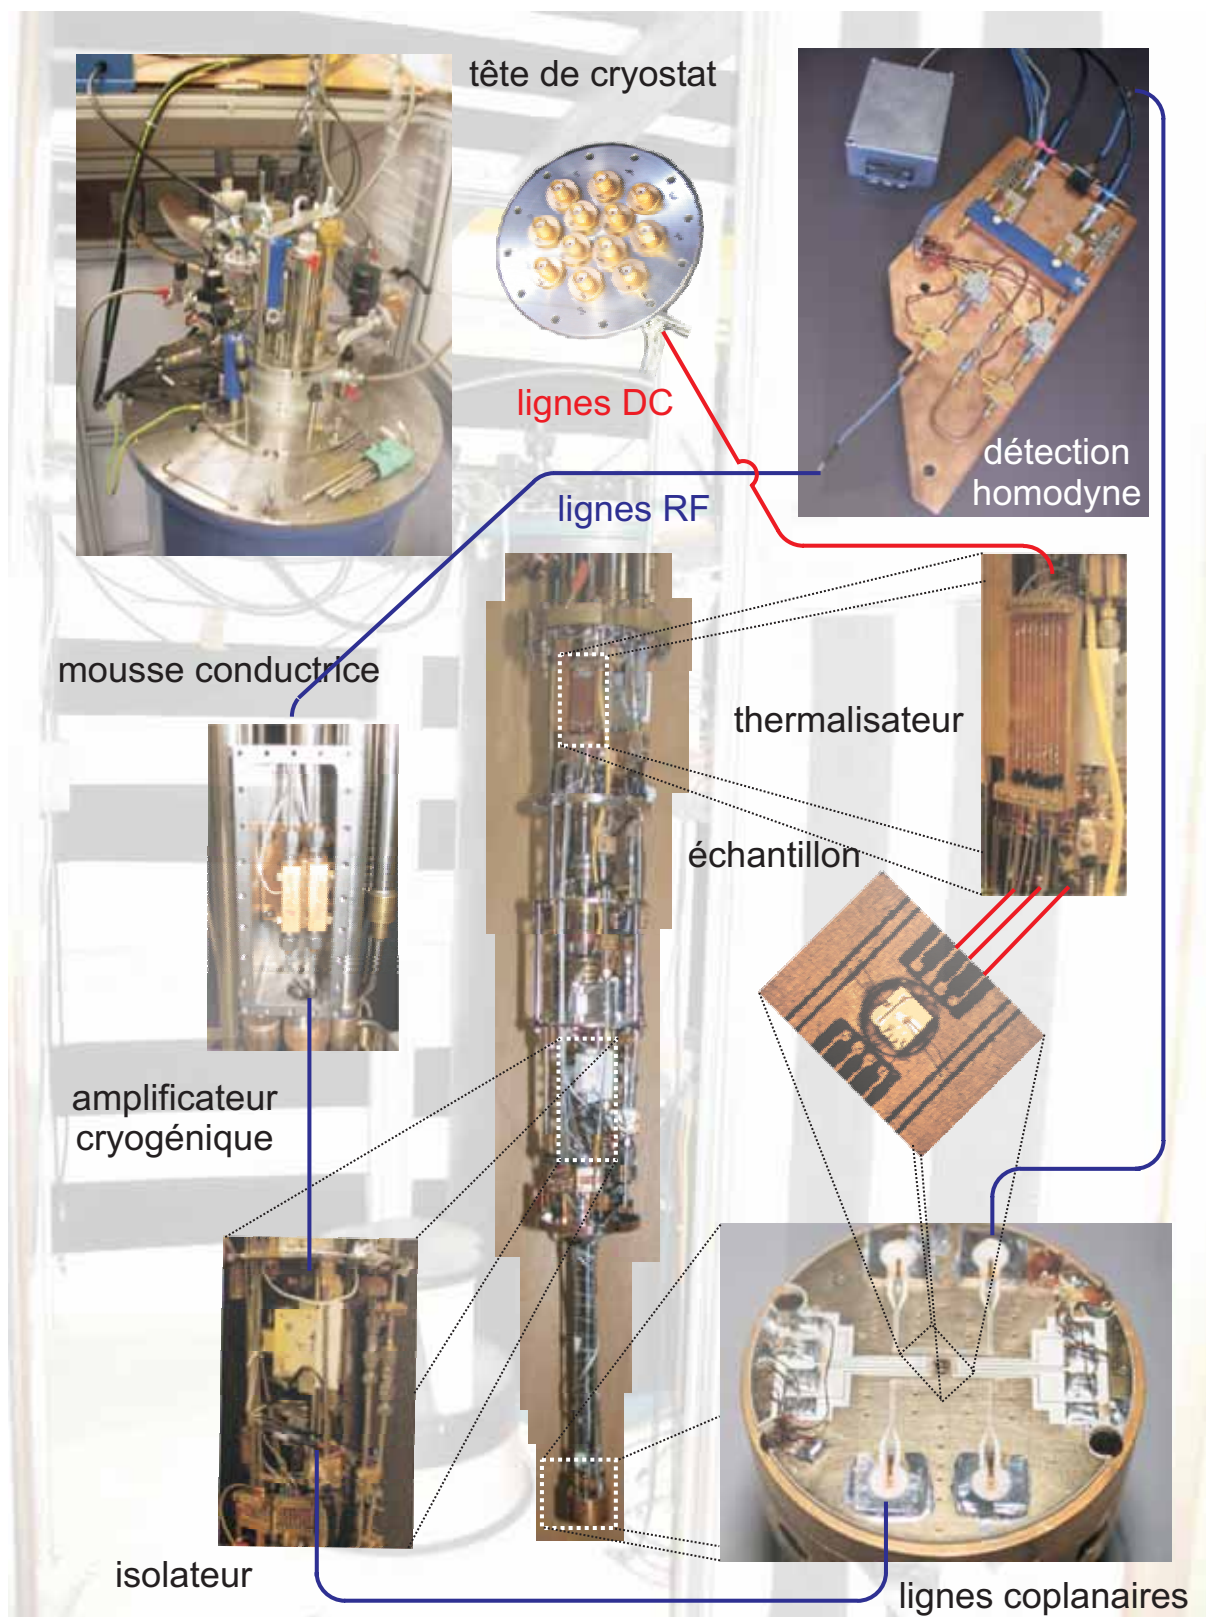 tête de cryostat
lignes DC
détection
homodyne
lignes RF
mousse conductrice
thermalisateur
échantillon
amplificateur
cryogénique
isolateur
lignes coplanaires